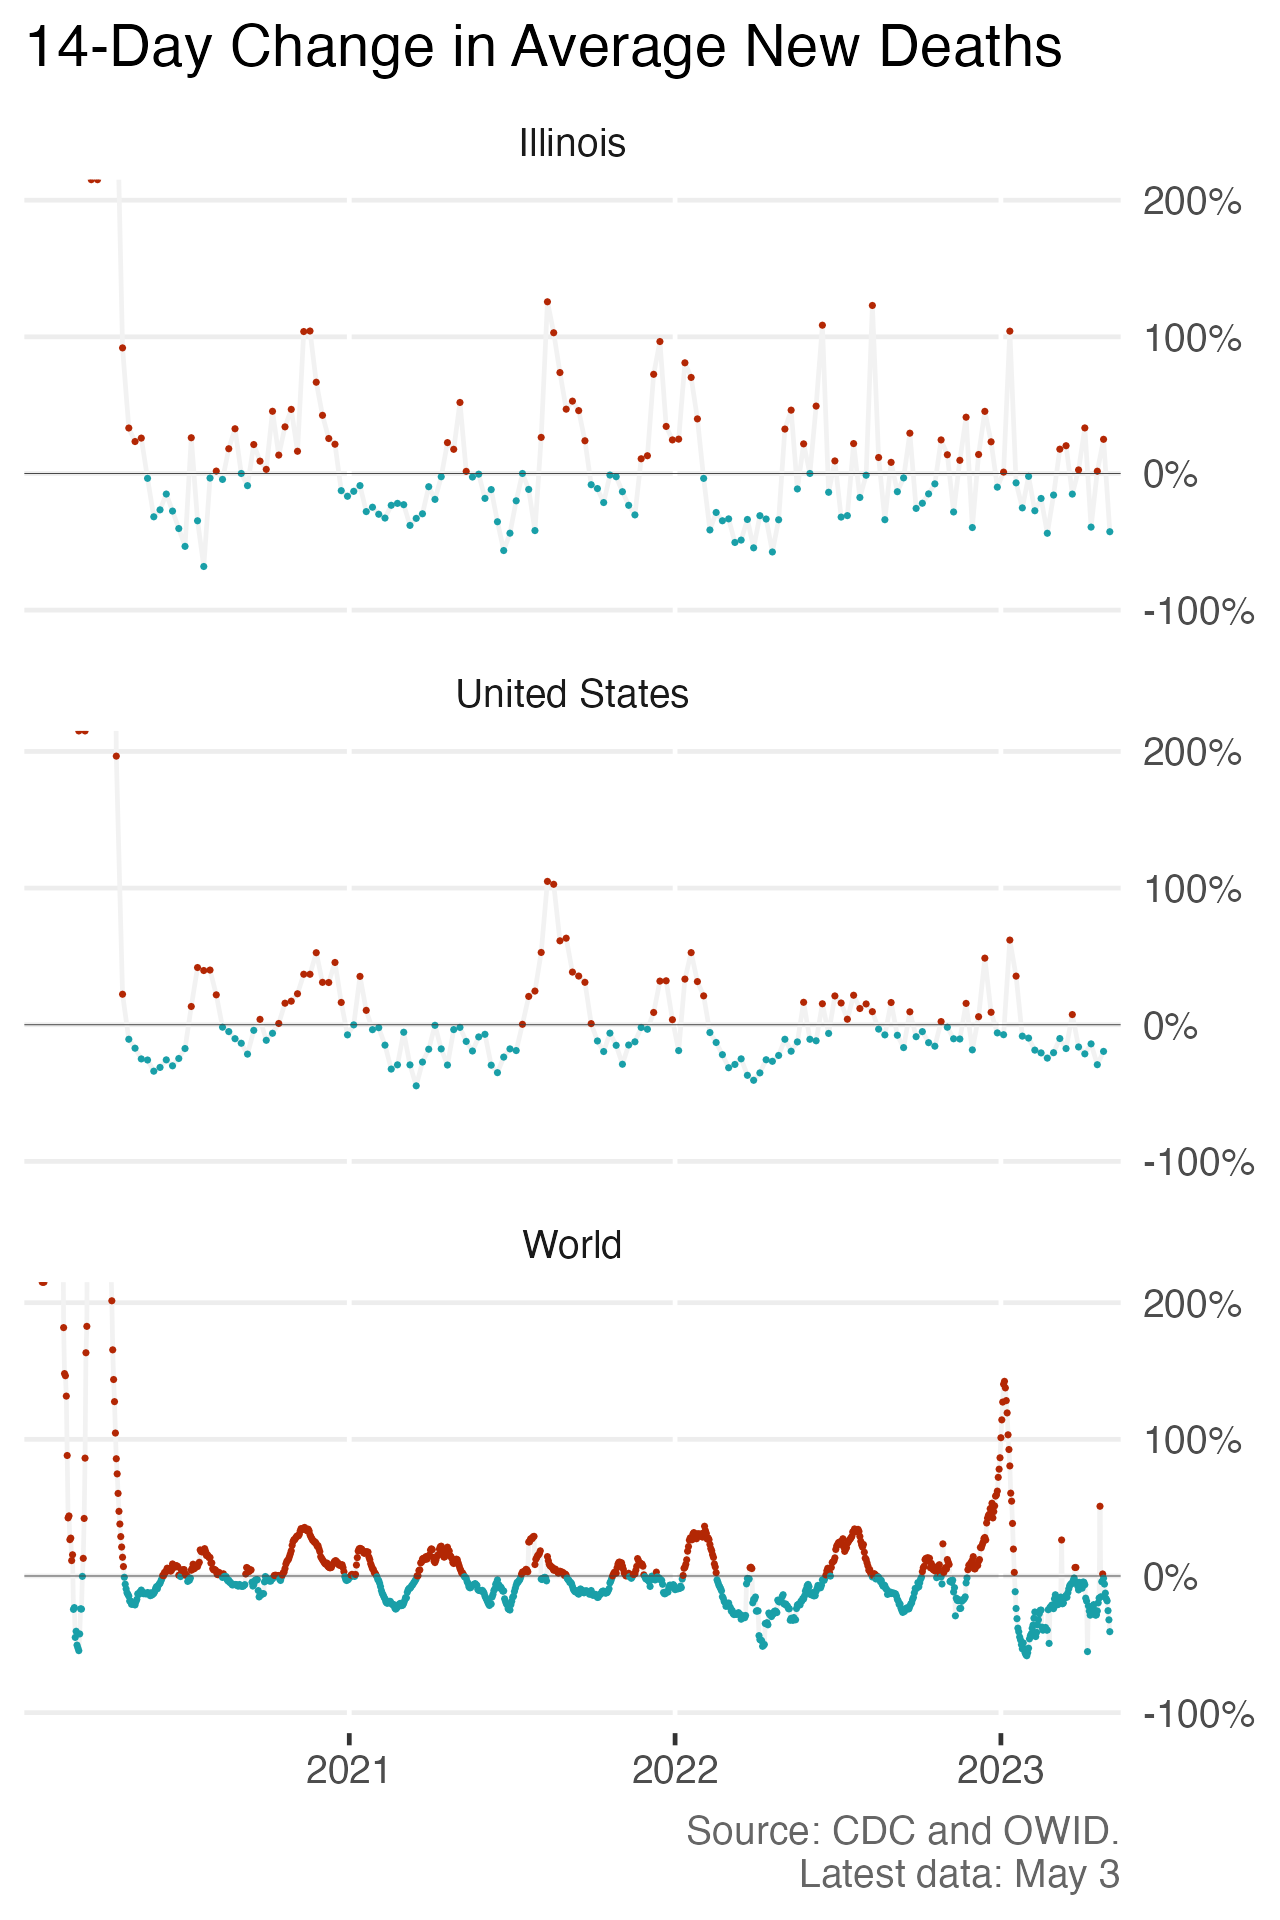 14-Day Change in Average New Deaths
Illinois
200%
100%
0%
-100%
United States
200%
100%
0%
-100%
World
200%
100%
0%
-100%
2021
2022
2023
Source: CDC and OWID.
Latest data: May 3